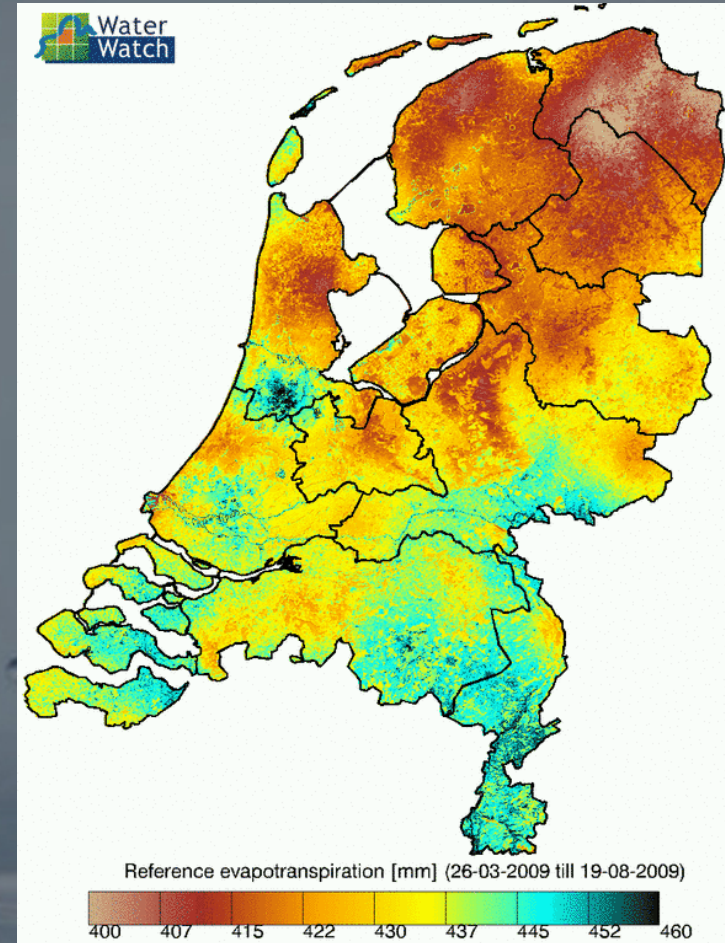 Water
Watch
Reference evapotranspiration [mm] (26-03-2009 till 19-08-2009)
400 407 415 422 430 437 445 452 460